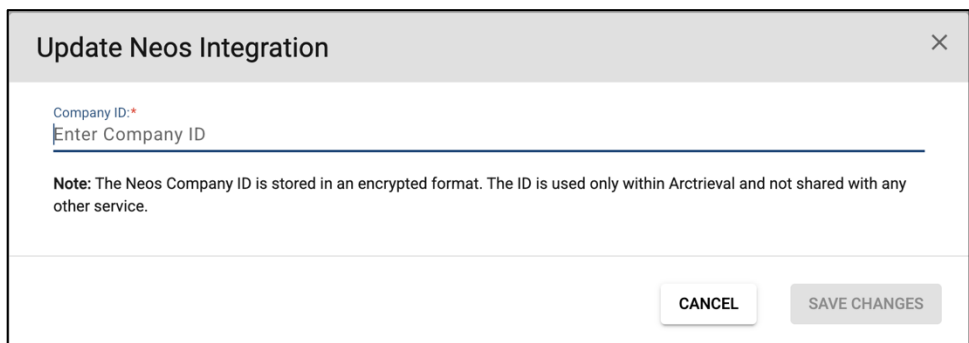 Update Neos Integration
Company ID:*
Enter Company ID
Note: The Neos Company ID is stored in an encrypted format. The ID is used only within Arctrieval and not shared with any
other service.
CANCEL
SAVE CHANGES